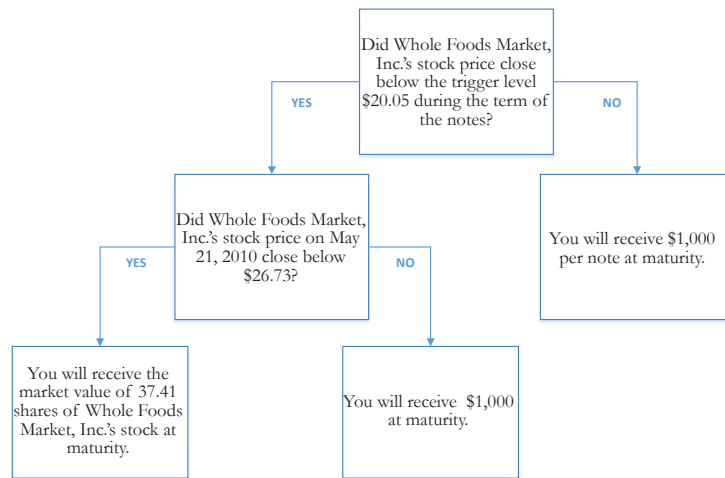 Did Whole Foods Market,
Inc.'s stock price close
below the trigger level
$20.05 during the term of
the notes?
YES
NO
Did Whole Foods Market,
Inc.'s stock price on May
21, 2010 close below
$26.73?
You will receive $1,000
per note at maturity.
YES
NO
You will receive the
market value of 37.41
shares of Whole Foods
Market, Inc.'s stock at
maturity.
You will receive $1,000
at maturity.